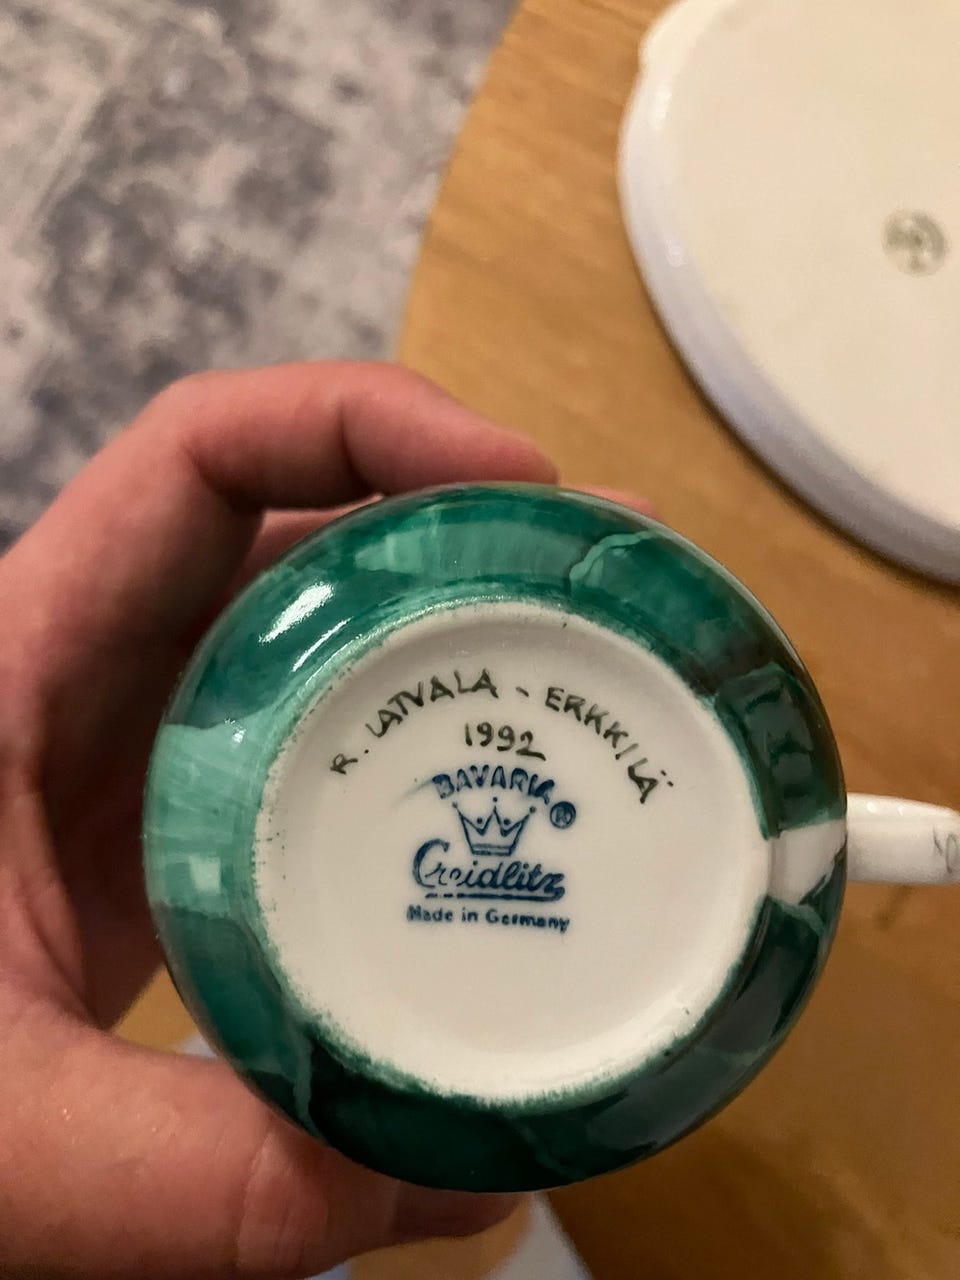 R. LATVALA - ERKKILÄ
1992
BAVARIA ®
Creidlitz
Made in Germany